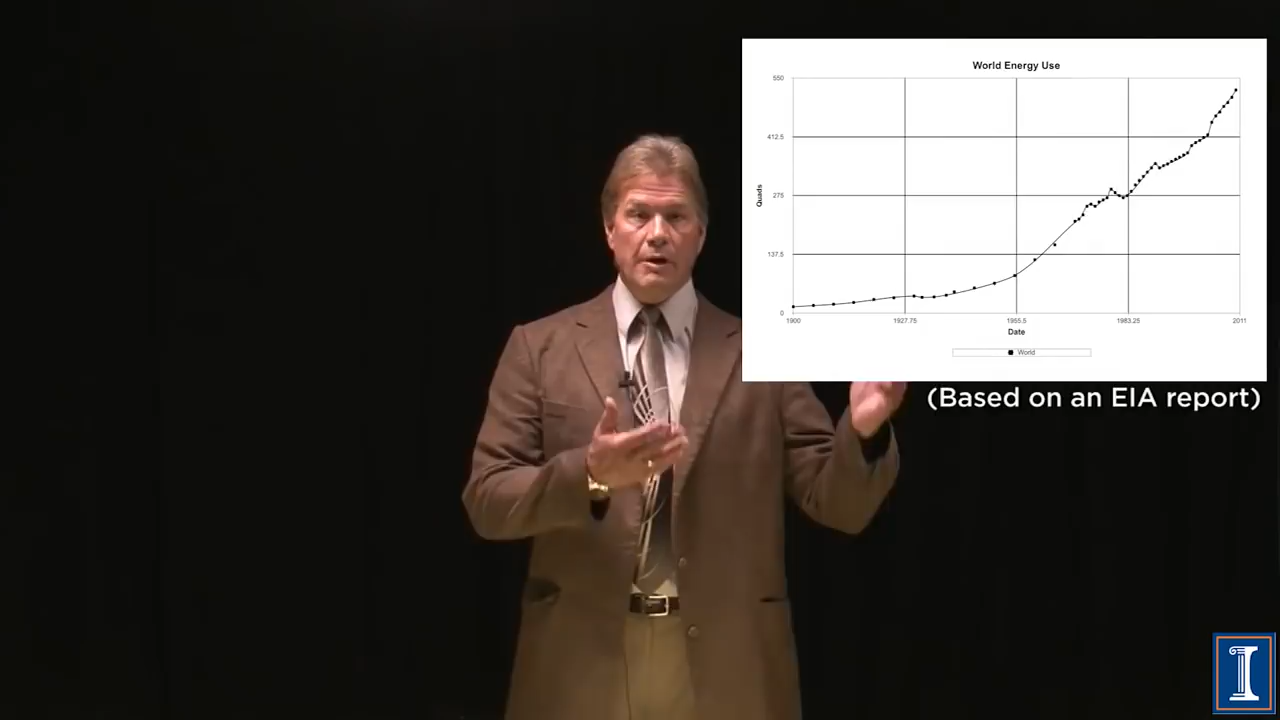 World Energy Use
550
412.5
275
137.5
0
Quads
1900 1927.75 1955.5 1983.25 2011
Date
World
(Based on an EIA report)
I